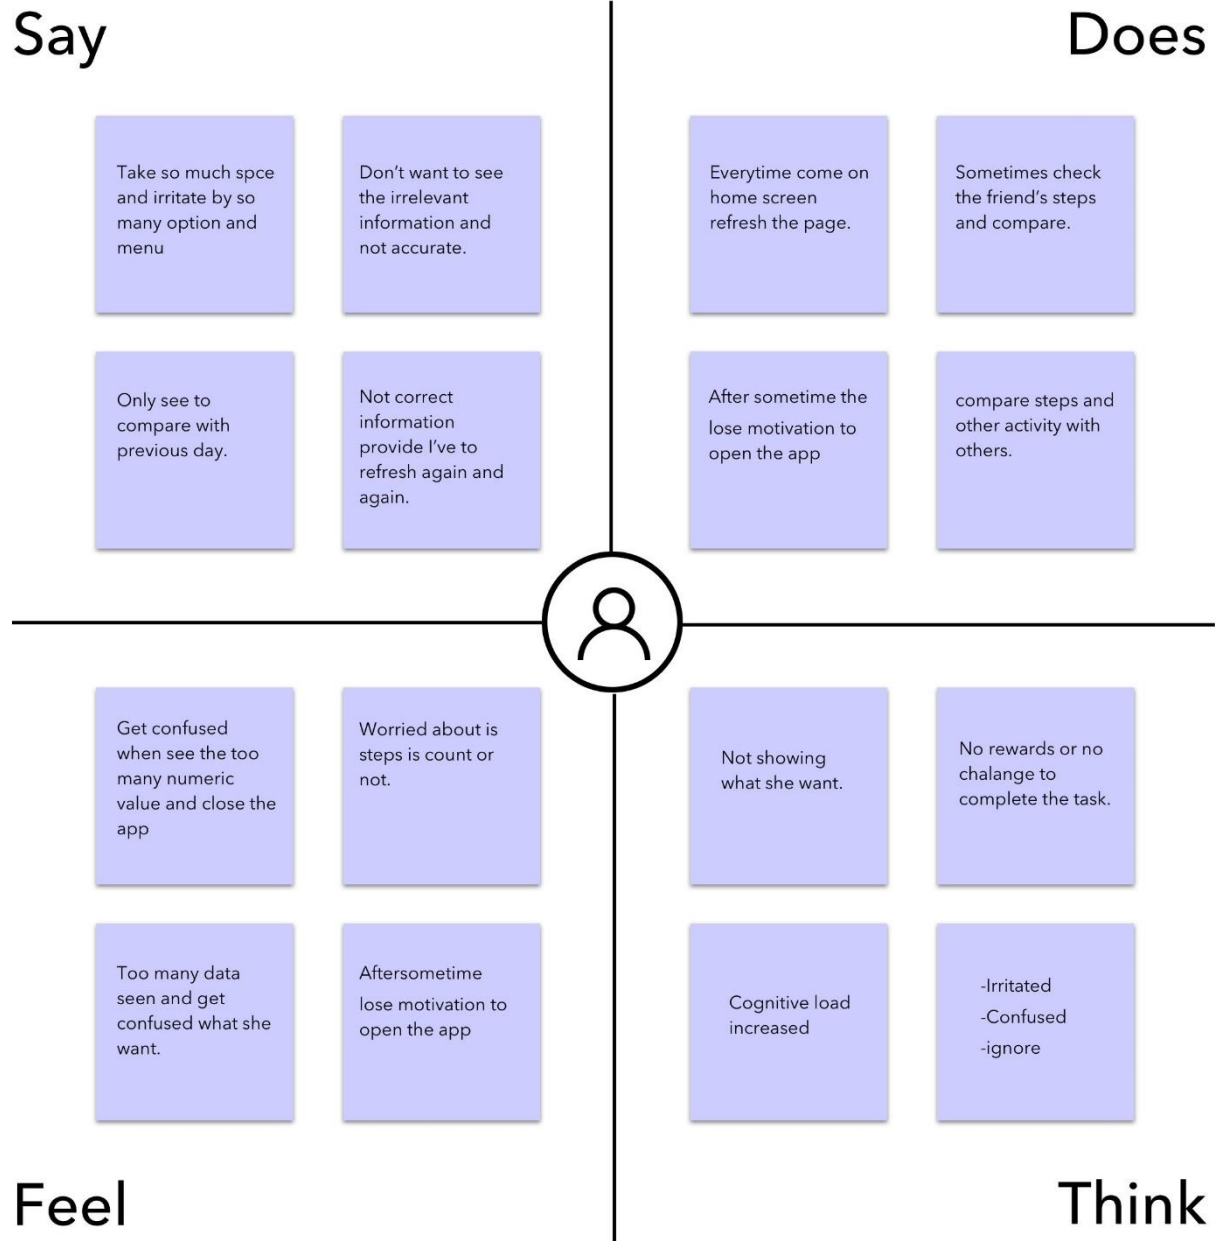 Say
Does
Take so much spce
and irritate by so
many option and
menu
Don't want to see
the irrelevant
information and
not accurate.
Only see to
compare with
previous day.
Not correct
information
provide I've to
refresh again and
again.
Everytime come on
home screen
refresh the page.
Sometimes check
the friend's steps
and compare.
After sometime the
lose motivation to
open the app
compare steps and
other activity with
others.
Get confused
when see the too
many numeric
value and close the
app
Worried about is
steps is count or
not.
Too many data
seen and get
confused what she
want.
Aftersometime
lose motivation to
open the app
Not showing
what she want.
No rewards or no
chalange to
complete the task.
Cognitive load
increased
-Irritated
-Confused
-ignore
Feel
Think